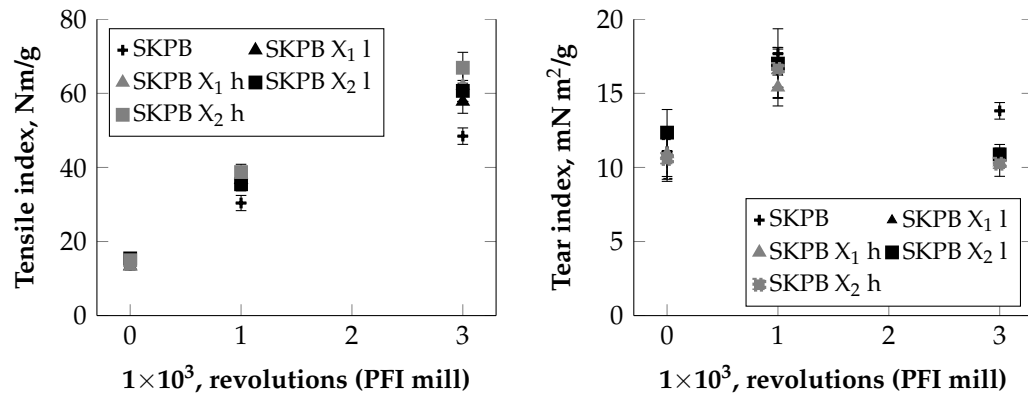 Tensile index, Nm/g
80
60
40
20
0
SKPB SKPB X₁ l
SKPB X₁ h SKPB X₂ l
SKPB X₂ h
0 1 2 3
1×10³, revolutions (PFI mill)
Tear index, mN m²/g
20
15
10
5
0
SKPB SKPB X₁ l
SKPB X₁ h SKPB X₂ l
SKPB X₂ h
0 1 2 3
1×10³, revolutions (PFI mill)